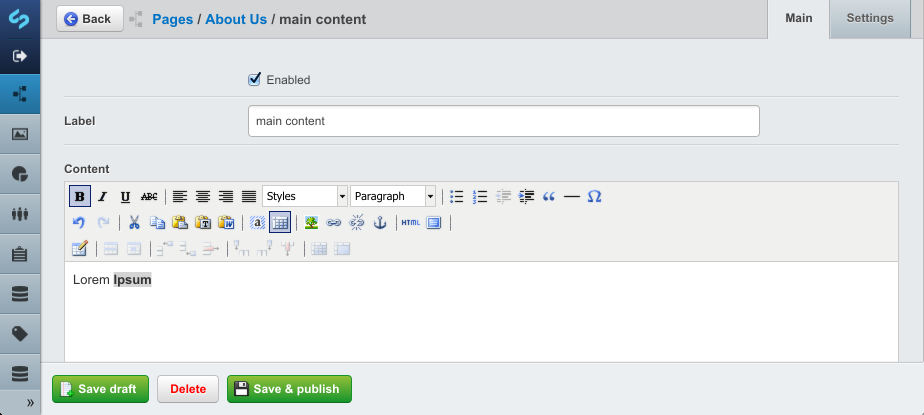 Back Pages / About Us / main content Main Settings
Enabled
Label main content
Content
B I U ABC Styles Paragraph “ — Ω
T W a HTML
Lorem Ipsum
Save draft Delete Save & publish
»